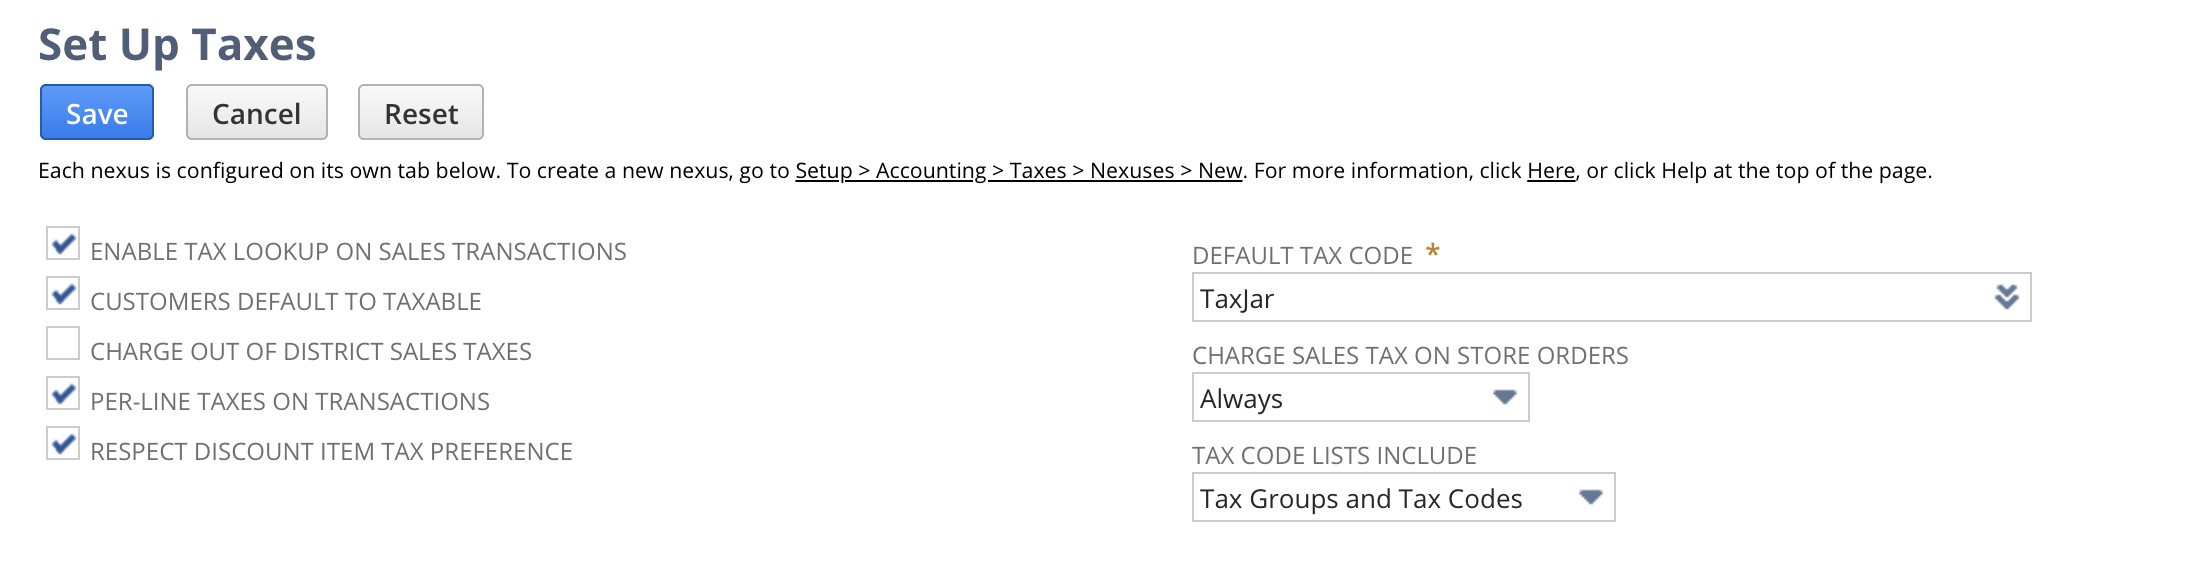 Set Up Taxes
Save Cancel Reset
Each nexus is configured on its own tab below. To create a new nexus, go to Setup > Accounting > Taxes > Nexuses > New. For more information, click Here, or click Help at the top of the page.
ENABLE TAX LOOKUP ON SALES TRANSACTIONS
CUSTOMERS DEFAULT TO TAXABLE
CHARGE OUT OF DISTRICT SALES TAXES
PER-LINE TAXES ON TRANSACTIONS
RESPECT DISCOUNT ITEM TAX PREFERENCE
DEFAULT TAX CODE *
TaxJar
CHARGE SALES TAX ON STORE ORDERS
Always
TAX CODE LISTS INCLUDE
Tax Groups and Tax Codes